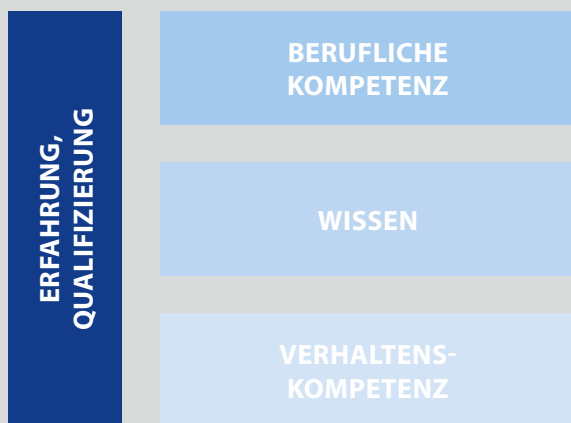 ERFAHRUNG,
QUALIFIZIERUNG
BERUFLICHE
KOMPETENZ
WISSEN
VERHALTENS-
KOMPETENZ